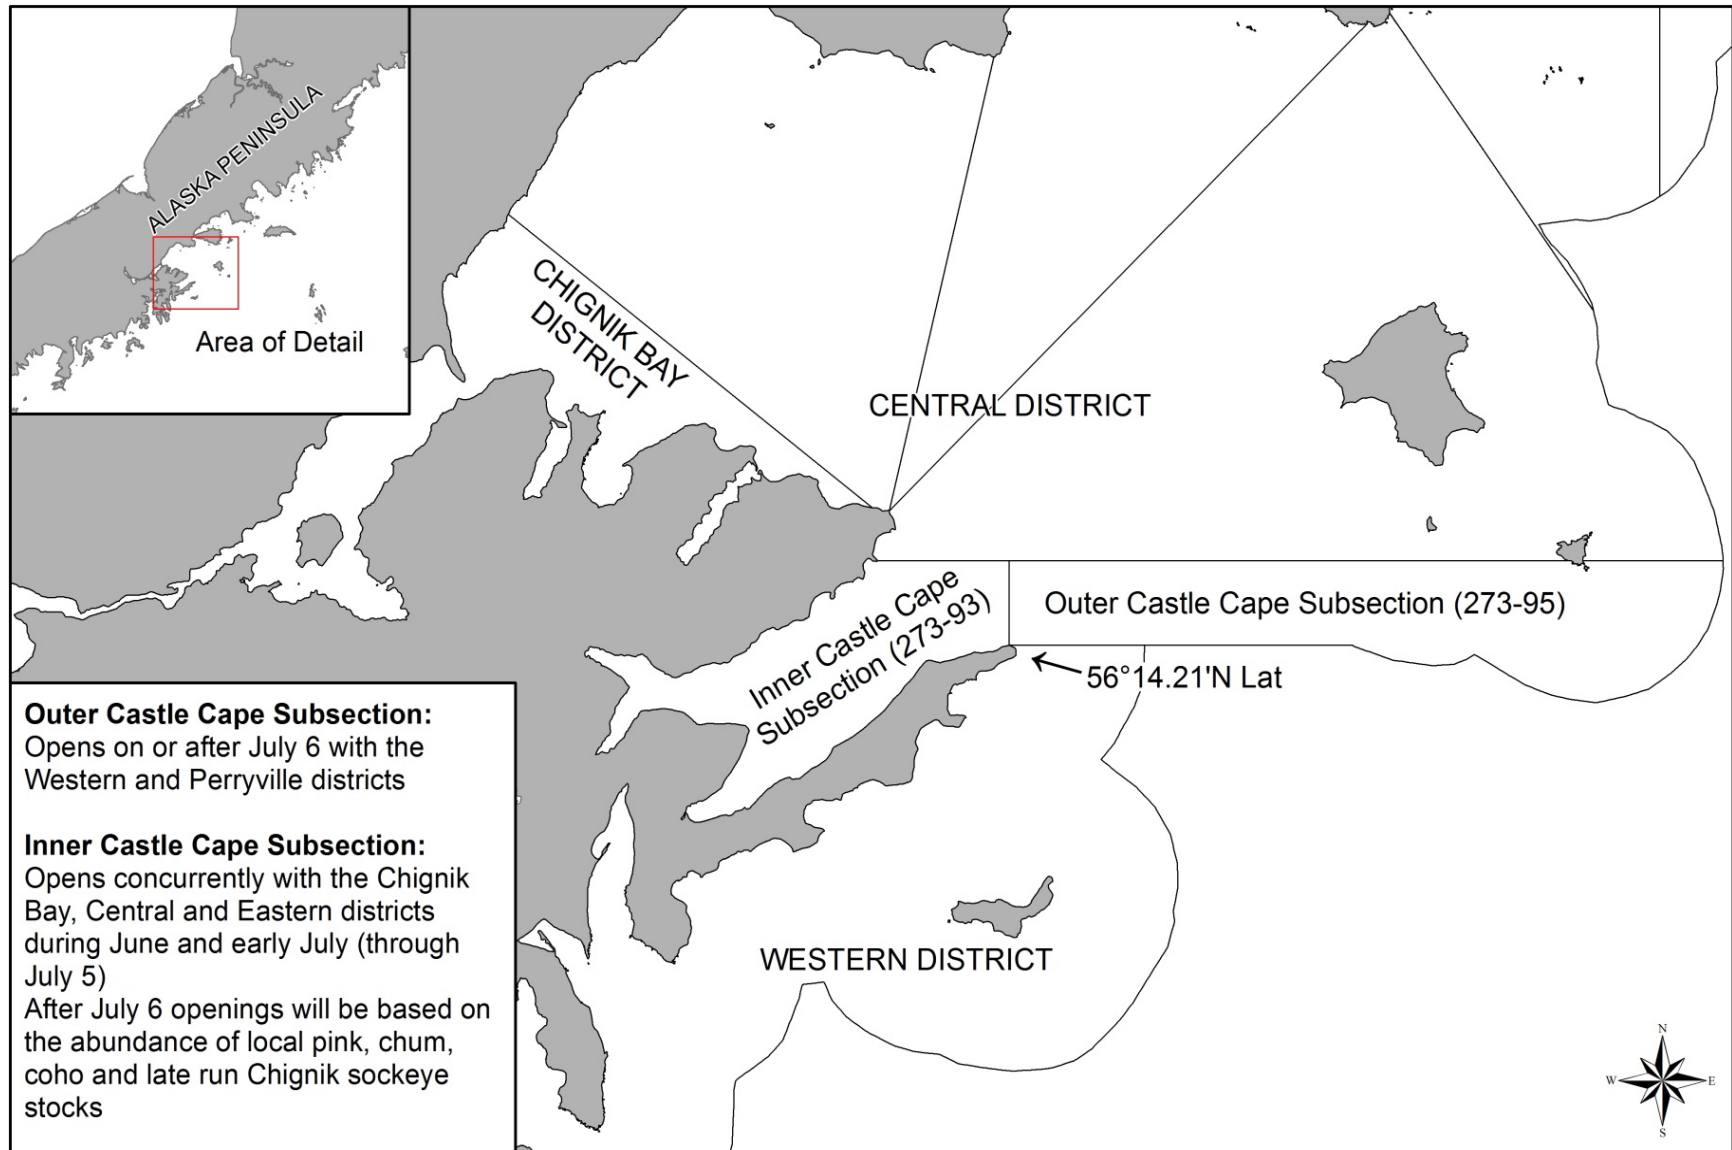 ALASKA PENINSULA
Area of Detail
CHIGNIK BAY
DISTRICT
CENTRAL DISTRICT
Inner Castle Cape
Subsection (273-93)
Outer Castle Cape Subsection (273-95)
56°14.21'N Lat
WESTERN DISTRICT
Outer Castle Cape Subsection:
Opens on or after July 6 with the
Western and Perryville districts
Inner Castle Cape Subsection:
Opens concurrently with the Chignik
Bay, Central and Eastern districts
during June and early July (through
July 5)
After July 6 openings will be based on
the abundance of local pink, chum,
coho and late run Chignik sockeye
stocks
N
W
E
S